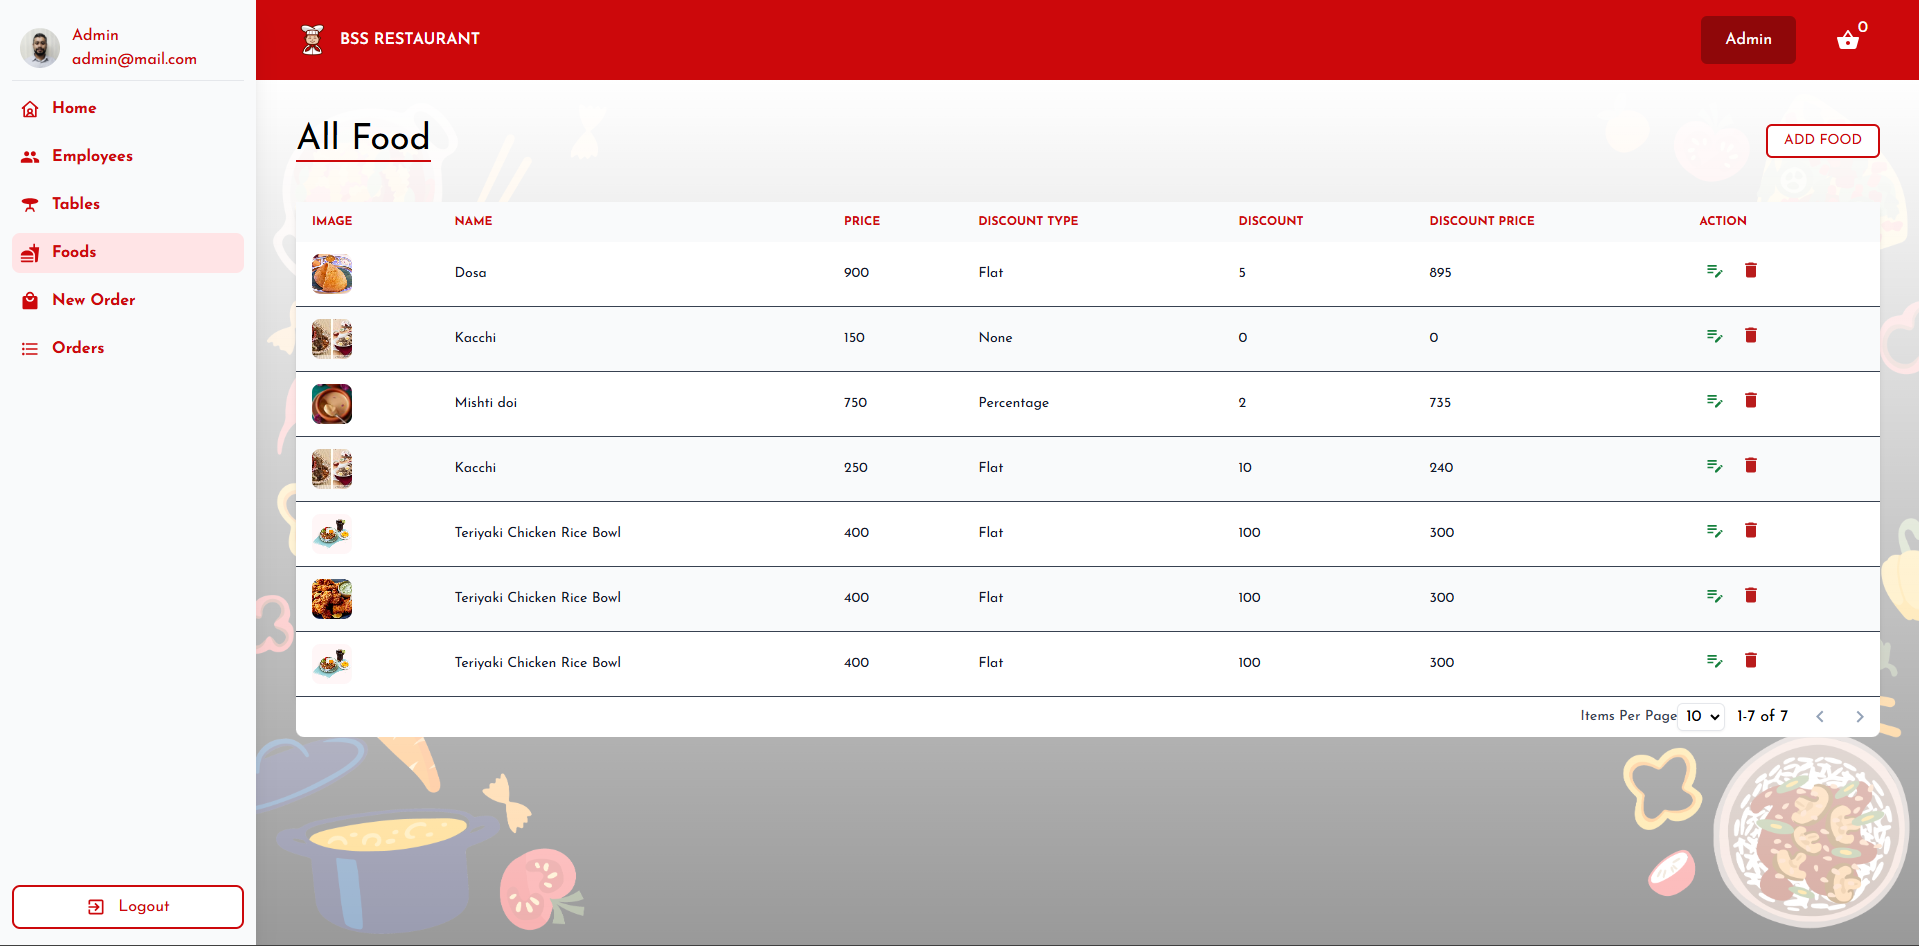 Admin
admin@mail.com
Home
Employees
Tables
Foods
New Order
Orders
Logout
BSS RESTAURANT
Admin
0
All Food
ADD FOOD
IMAGE NAME PRICE DISCOUNT TYPE DISCOUNT DISCOUNT PRICE ACTION
Dosa 900 Flat 5 895
Kacchi 150 None 0 0
Mishti doi 750 Percentage 2 735
Kacchi 250 Flat 10 240
Teriyaki Chicken Rice Bowl 400 Flat 100 300
Teriyaki Chicken Rice Bowl 400 Flat 100 300
Teriyaki Chicken Rice Bowl 400 Flat 100 300
Items Per Page 10 1-7 of 7